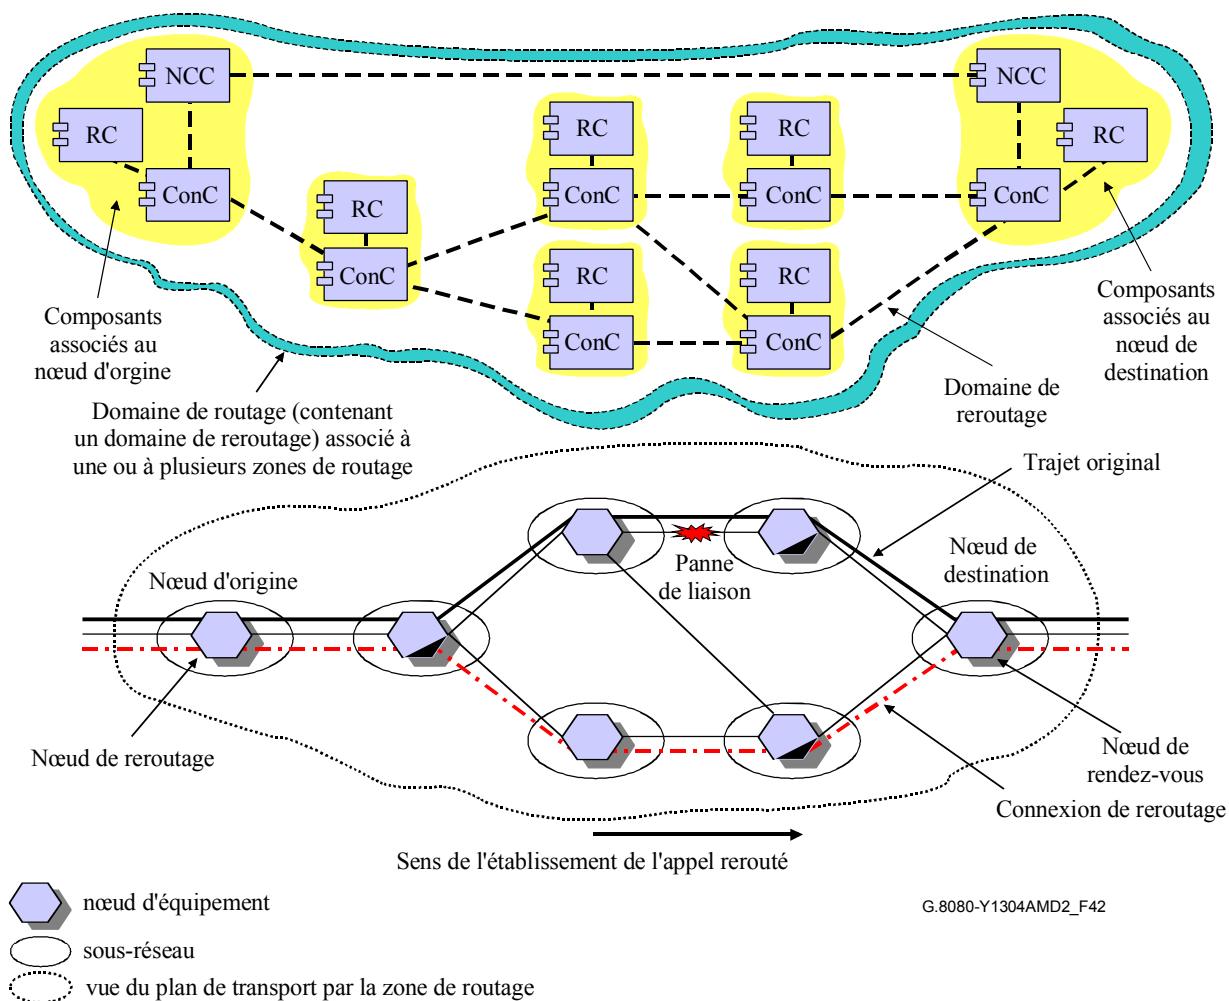 NCC
NCC
RC
RC
RC
RC
ConC
RC
ConC
ConC
ConC
ConC
RC
RC
ConC
ConC
Composants
associés au
nœud d'orgine
Composants
associés au
nœud de
destination
Domaine de
reroutage
Domaine de routage (contenant
un domaine de reroutage) associé à
une ou à plusieurs zones de routage
Trajet original
Panne
de liaison
Nœud de
destination
Nœud d'origine
Nœud de reroutage
Nœud de
rendez-vous
Connexion de reroutage
Sens de l'établissement de l'appel rerouté
nœud d'équipement
G.8080-Y1304AMD2_F42
sous-réseau
vue du plan de transport par la zone de routage